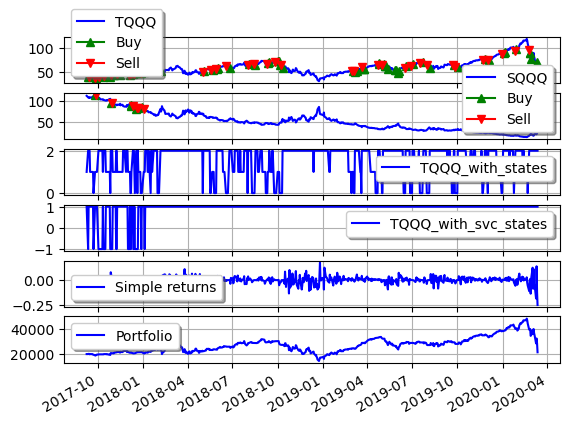 TQQQ
Buy
Sell
100
50
SQQQ
Buy
Sell
100
50
2
0
TQQQ_with_states
1
0
−1
TQQQ_with_svc_states
0.00
−0.25
Simple returns
40000
20000
Portfolio
2017-10 2018-01 2018-04 2018-07 2018-10 2019-01 2019-04 2019-07 2019-10 2020-01 2020-04